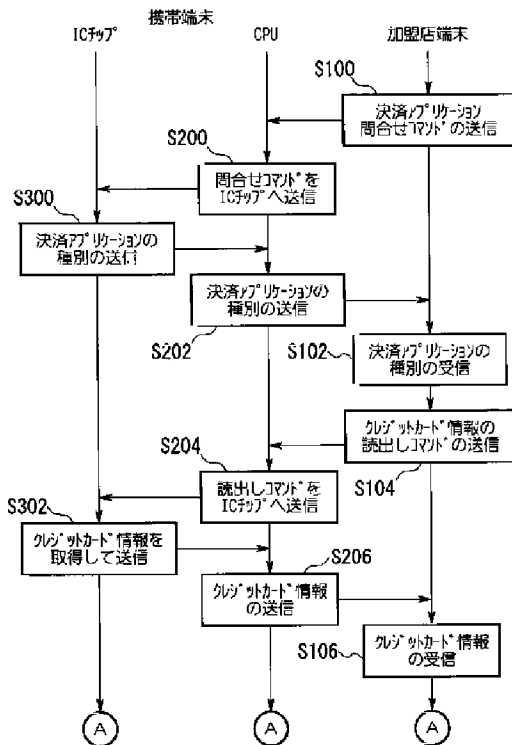 携帯端末
ICチップ
CPU
加盟店端末
S100
決済アプリケーション
問合せコマンドの送信
S200
問合せコマンドを
ICチップへ送信
S300
決済アプリケーションの
種別の送付
決済アプリケーションの
種別の送信
S202
S102
決済アプリケーションの
種別の受信
クレジットカード情報の
読出しコマンドの送信
S104
S204
読出しコマンドを
ICチップへ送信
S302
クレジットカード情報を
取得して送信
S206
クレジットカード情報
の送信
S106
クレジットカード情報
の受信
A
A
A